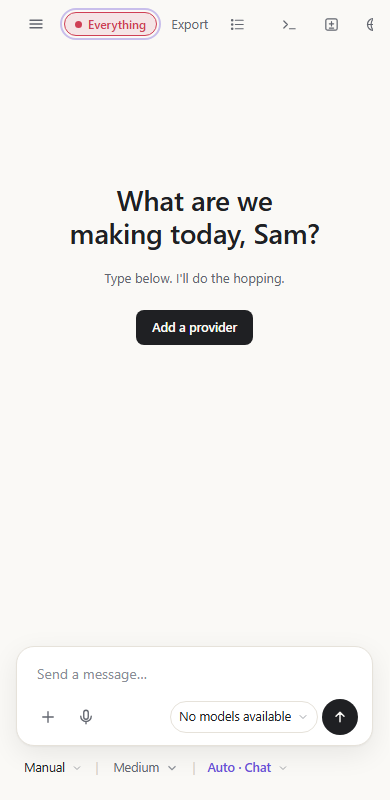 Everything Export
What are we
making today, Sam?
Type below. I'll do the hopping.
Add a provider
Send a message...
No models available
Manual Medium Auto · Chat